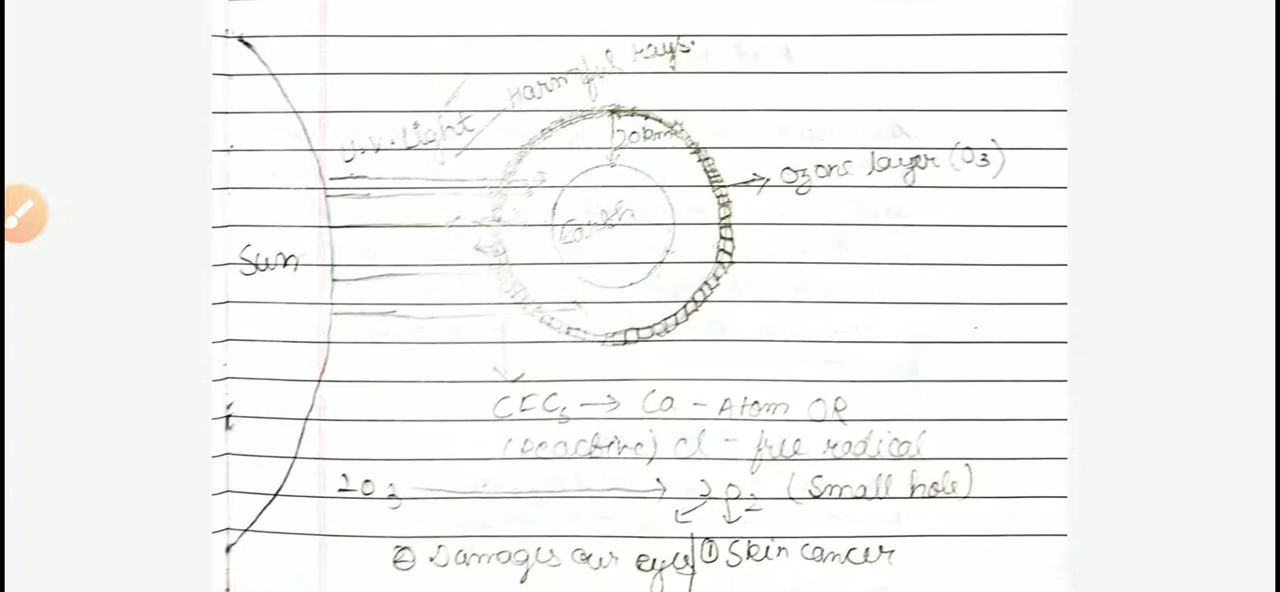 Harmful rays.
U.V. Light
20km
Ozone layer (O3)
Earth
Sun
CFCs → Ca - Atom OR
(Reactive) Cl - free radical
2O3 → 3O2 (Small hole)
② Damages our eyes ① Skin cancer